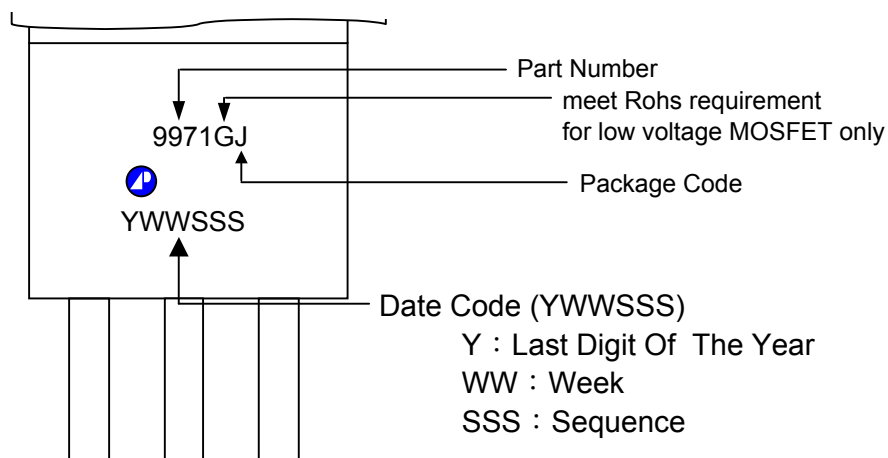 Part Number
meet Rohs requirement
for low voltage MOSFET only
9971GJ
Package Code
YWWSSS
Date Code (YWWSSS)
Y：Last Digit Of The Year
WW：Week
SSS：Sequence